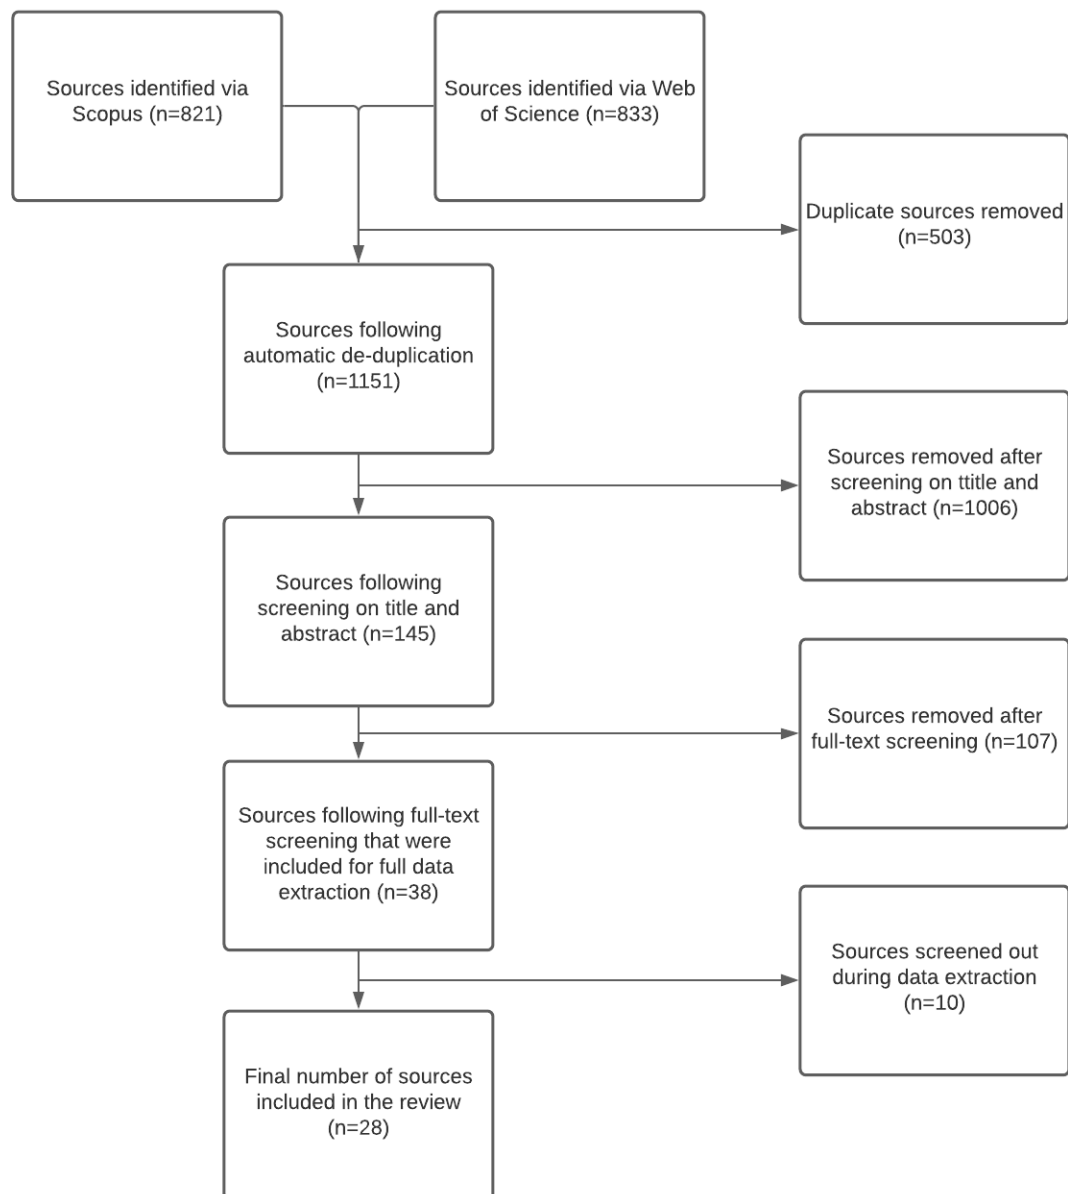 Sources identified via
Scopus (n=821)
Sources identified via Web
of Science (n=833)
Duplicate sources removed
(n=503)
Sources following
automatic de-duplication
(n=1151)
Sources removed after
screening on ttitle and
abstract (n=1006)
Sources following
screening on title and
abstract (n=145)
Sources removed after
full-text screening (n=107)
Sources following full-text
screening that were
included for full data
extraction (n=38)
Sources screened out
during data extraction
(n=10)
Final number of sources
included in the review
(n=28)